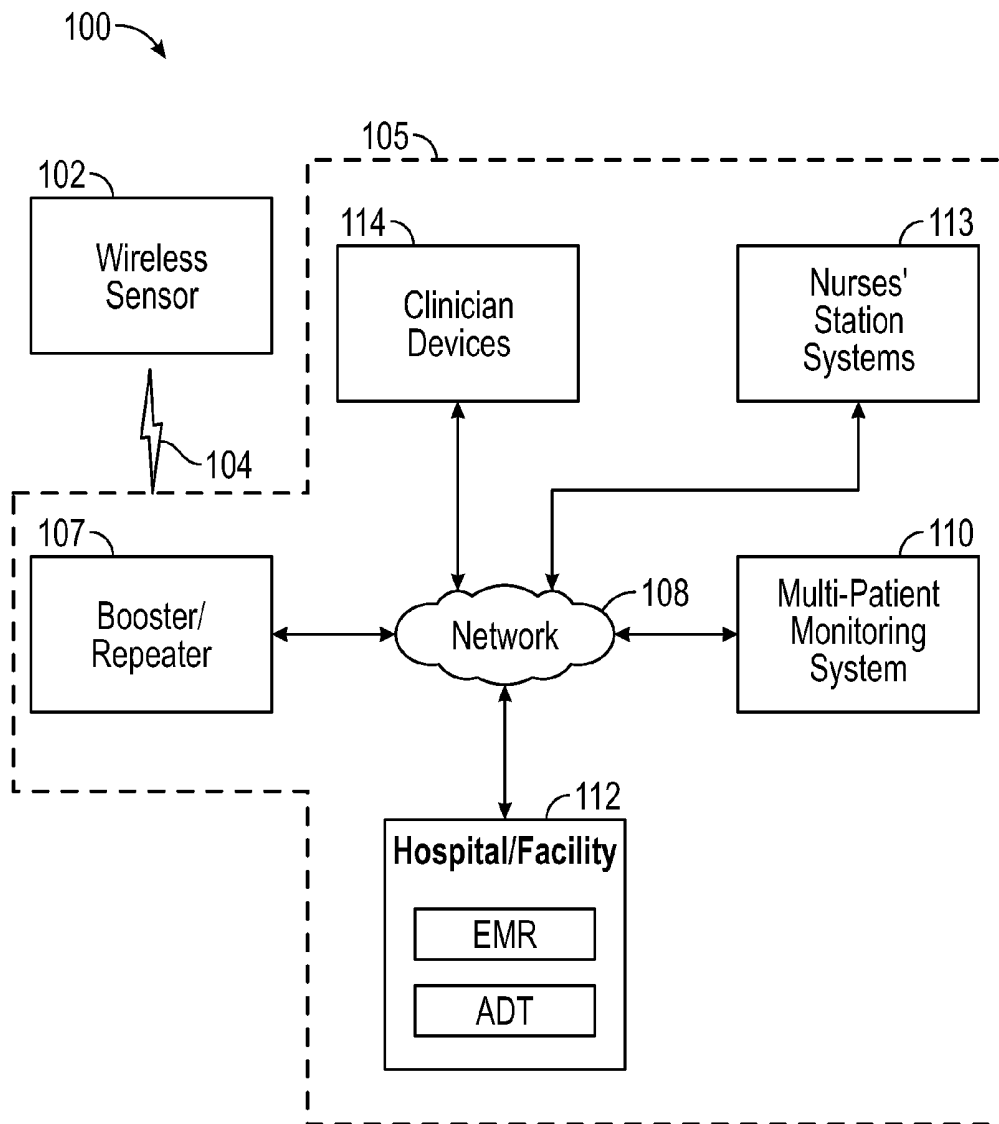 100
105
102
Wireless
Sensor
114
Clinician
Devices
113
Nurses'
Station
Systems
104
107
Booster/
Repeater
108
Network
110
Multi-Patient
Monitoring
System
112
Hospital/Facility
EMR
ADT